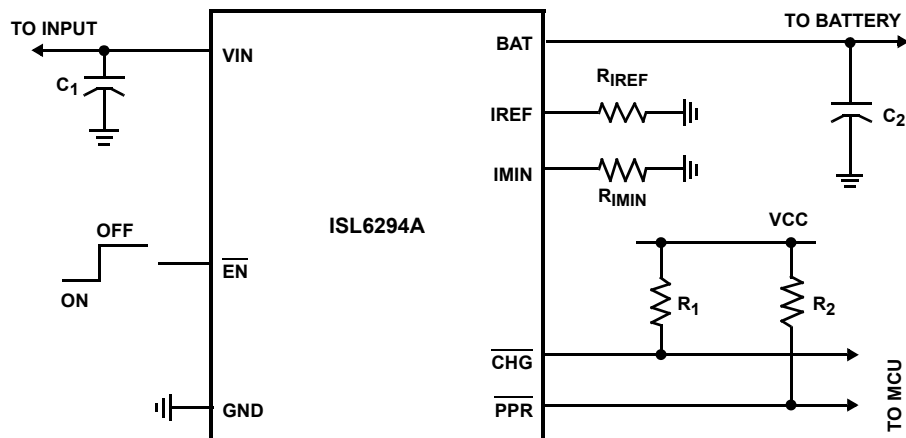 TO INPUT
TO BATTERY
VIN
BAT
C1
RIREF
IREF
C2
IMIN
RIMIN
ISL6294A
VCC
OFF
EN
ON
R1
R2
CHG
GND
PPR
TO MCU